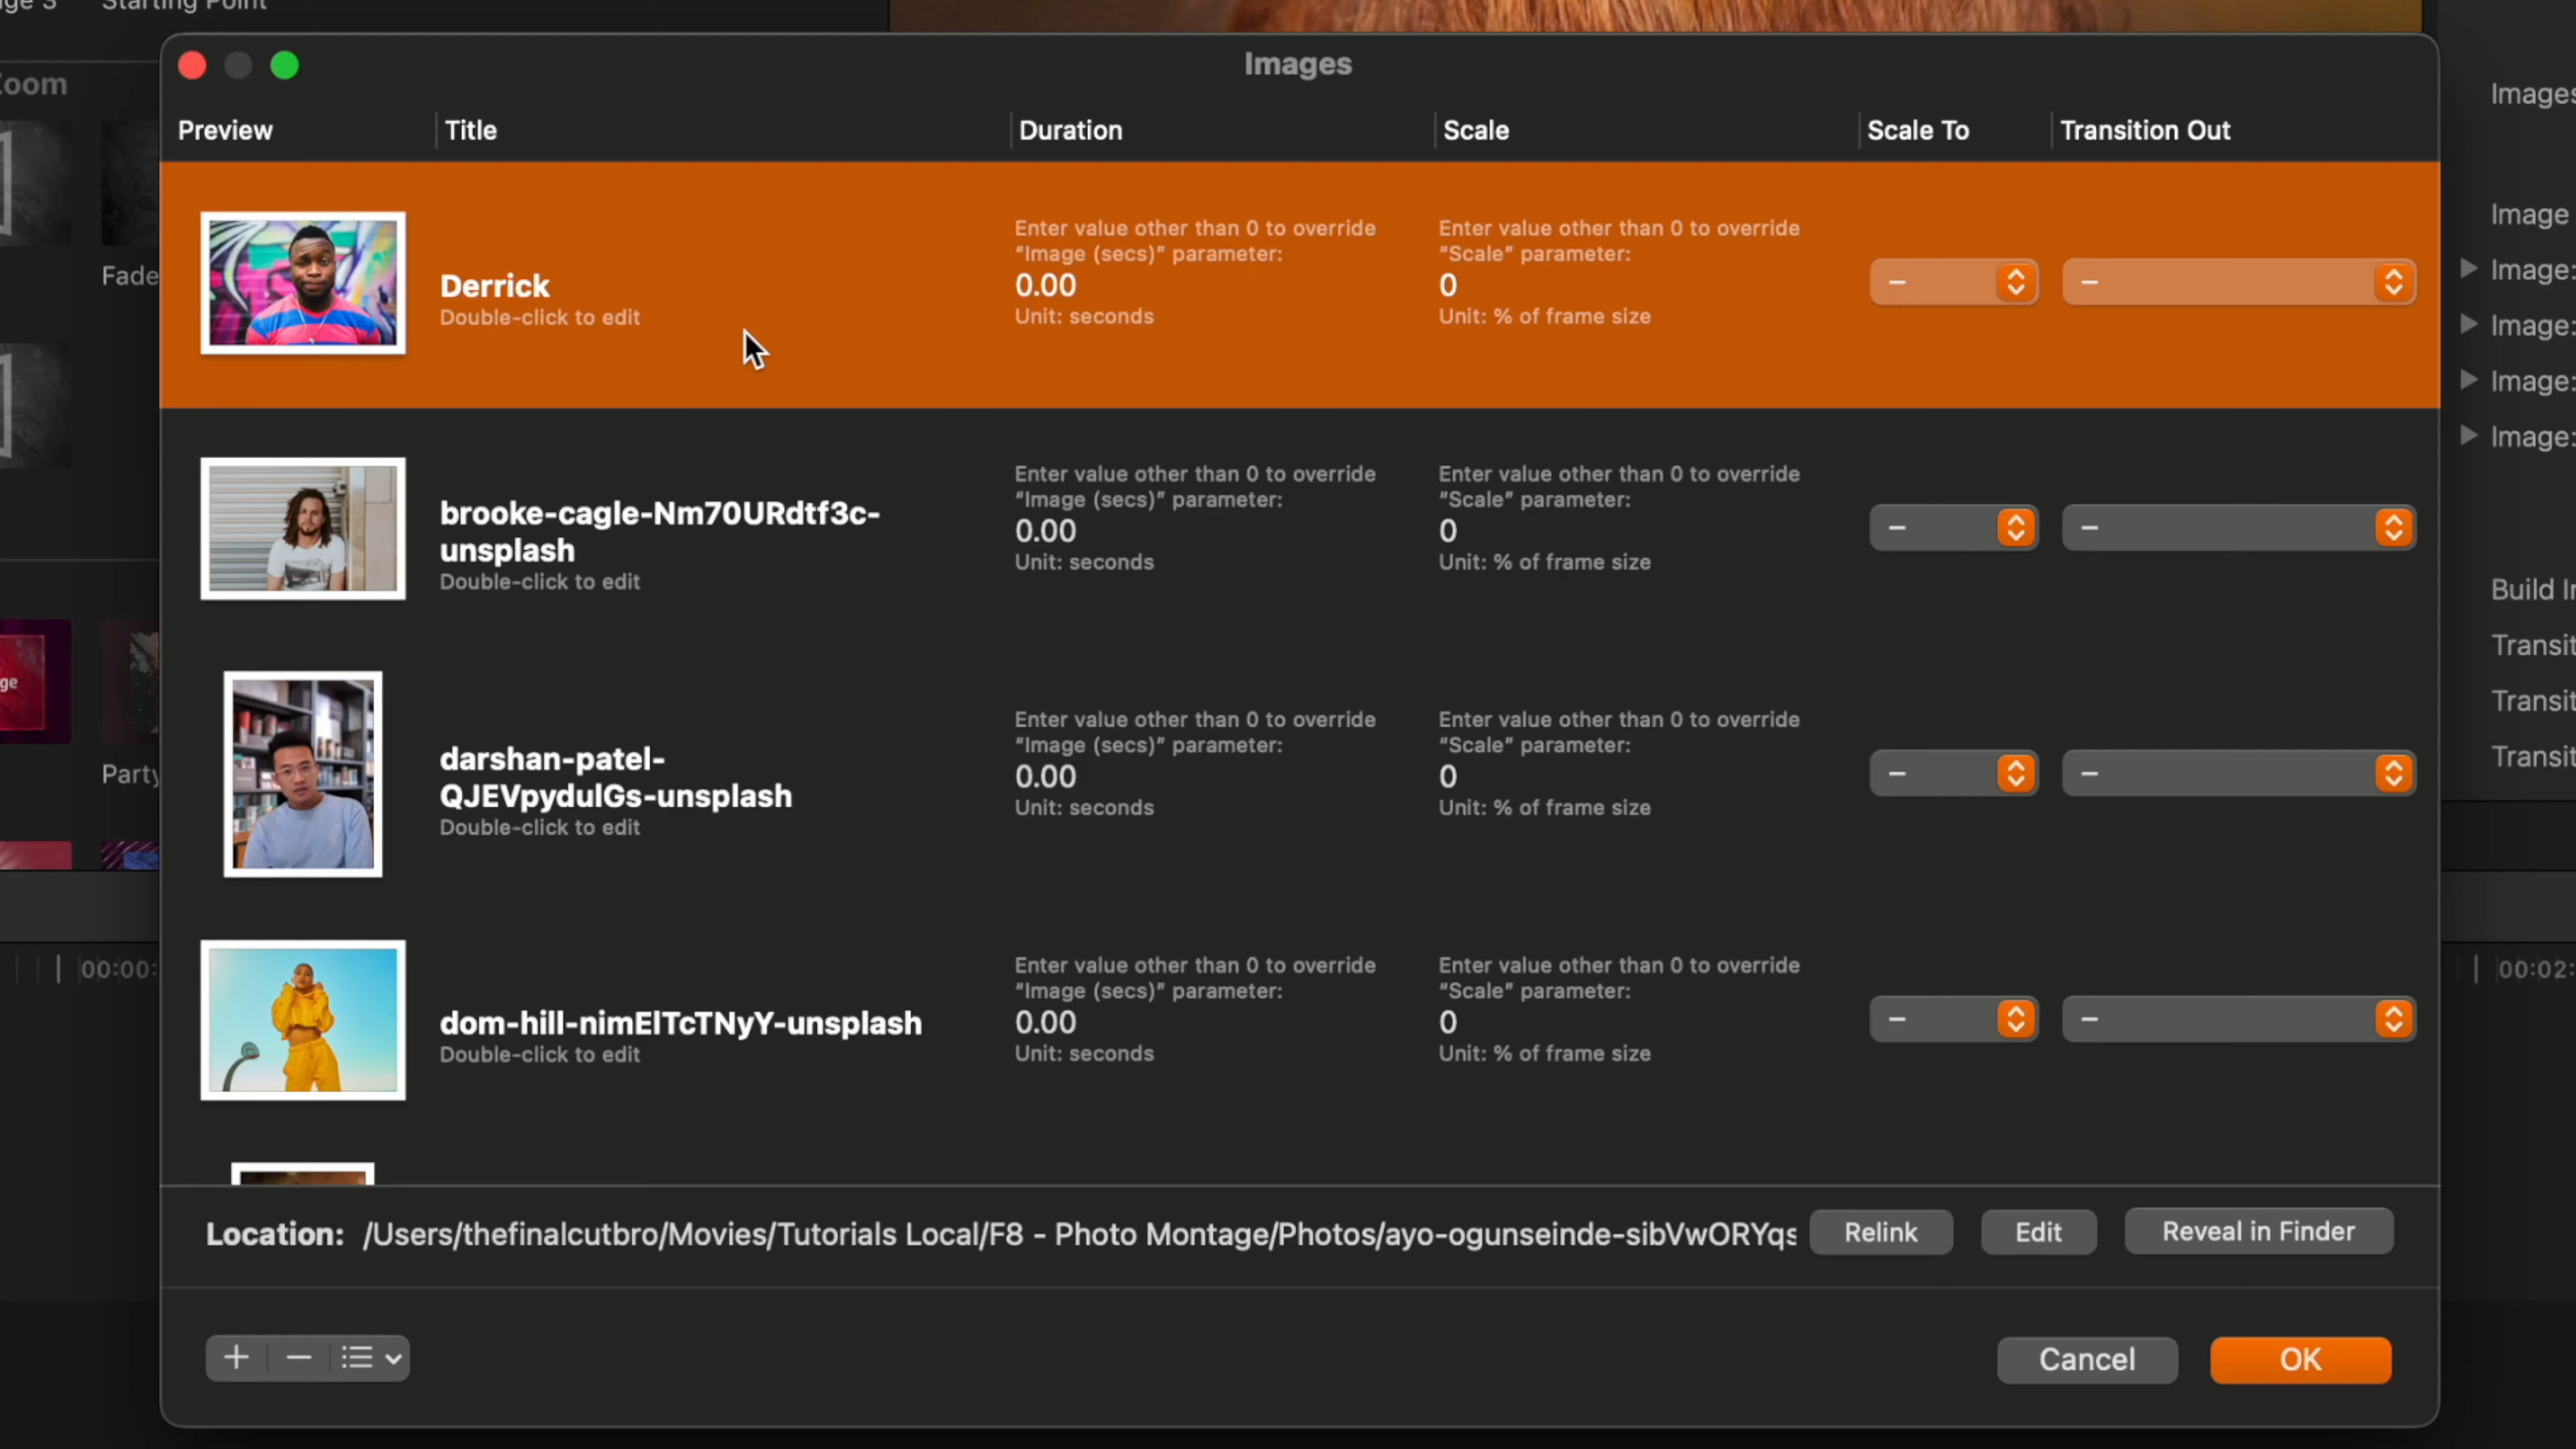 Starting Point
Images
Preview
Title
Duration
Scale
Scale To
Transition Out
Derrick
Double-click to edit
Enter value other than 0 to override
“Image (secs)” parameter:
0.00
Unit: seconds
Enter value other than 0 to override
“Scale” parameter:
0
Unit: % of frame size
–
–
brooke-cagle-Nm70URdtf3c-
unsplash
Double-click to edit
Enter value other than 0 to override
“Image (secs)” parameter:
0.00
Unit: seconds
Enter value other than 0 to override
“Scale” parameter:
0
Unit: % of frame size
–
–
darshan-patel-
QJEVpydulGs-unsplash
Double-click to edit
Enter value other than 0 to override
“Image (secs)” parameter:
0.00
Unit: seconds
Enter value other than 0 to override
“Scale” parameter:
0
Unit: % of frame size
–
–
dom-hill-nimElTcTNyY-unsplash
Double-click to edit
Enter value other than 0 to override
“Image (secs)” parameter:
0.00
Unit: seconds
Enter value other than 0 to override
“Scale” parameter:
0
Unit: % of frame size
–
–
Location: /Users/thefinalcutbro/Movies/Tutorials Local/F8 - Photo Montage/Photos/ayo-ogunseinde-sibVwORYqs
Relink
Edit
Reveal in Finder
Cancel
OK
Fade
Party
00:00:
Images
Image
Image:
Image:
Image:
Image:
Build
00:02: